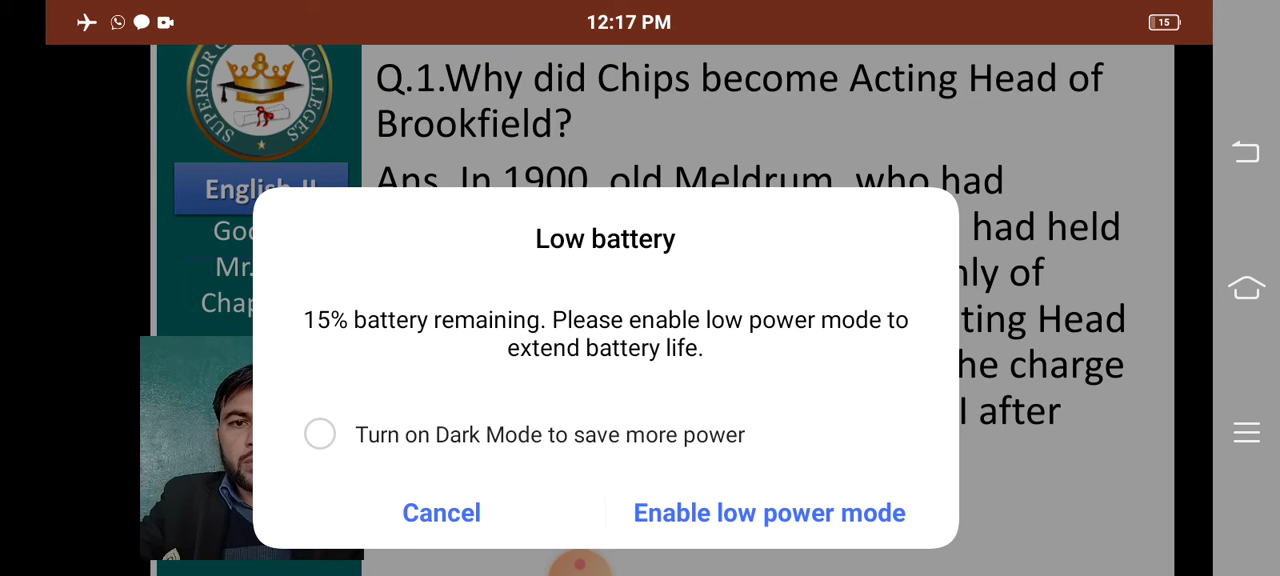 12:17 PM
15
SUPERIOR COLLEGES
Q.1.Why did Chips become Acting Head of
Brookfield?
Ans. In 1900, old Meldrum, who had
had held
of
ting Head
he charge
I after
English-II
Mr.
Low battery
15% battery remaining. Please enable low power mode to
extend battery life.
Turn on Dark Mode to save more power
Cancel
Enable low power mode